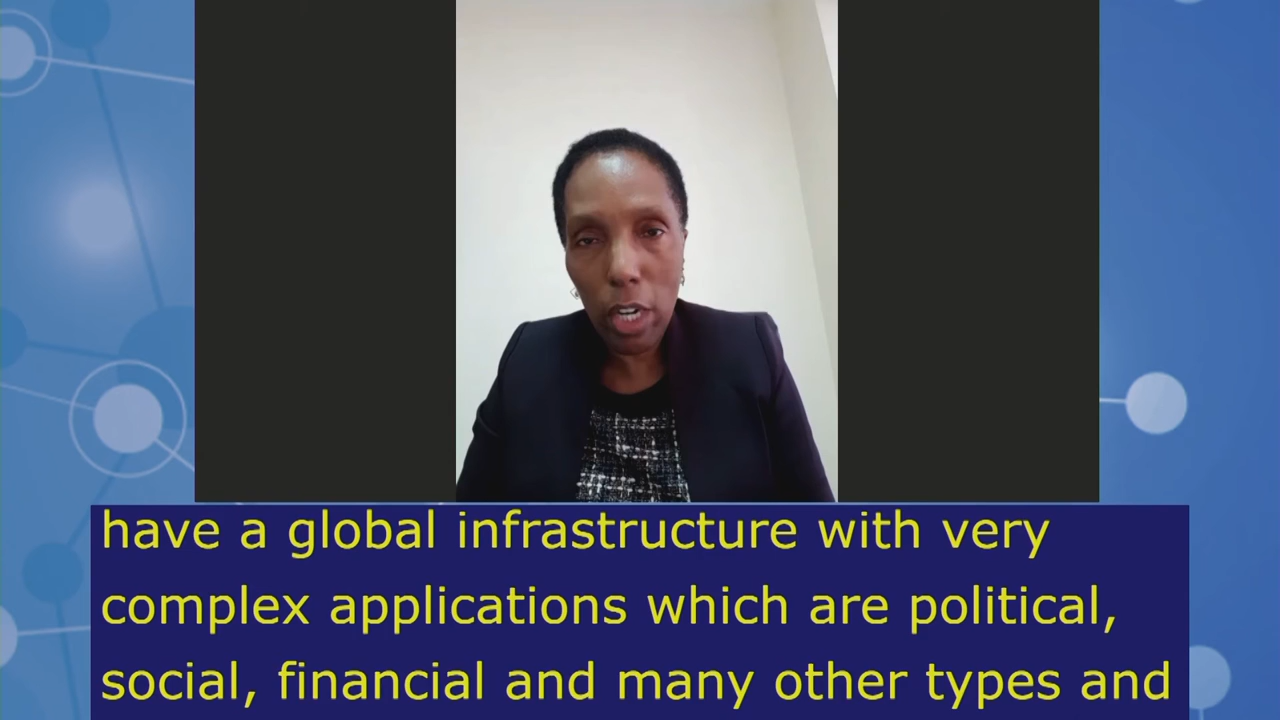 have a global infrastructure with very
complex applications which are political,
social, financial and many other types and